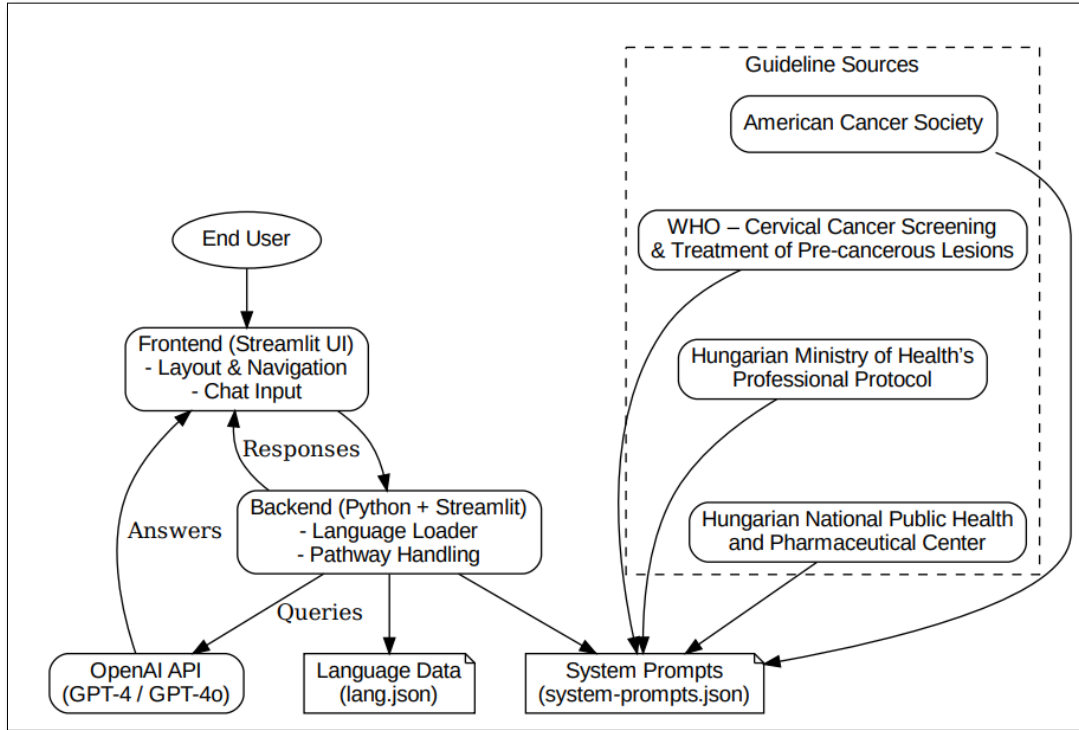 Guideline Sources
American Cancer Society
WHO – Cervical Cancer Screening
& Treatment of Pre-cancerous Lesions
End User
Frontend (Streamlit UI)
- Layout & Navigation
- Chat Input
Hungarian Ministry of Health’s
Professional Protocol
Responses
Backend (Python + Streamlit)
- Language Loader
- Pathway Handling
Answers
Hungarian National Public Health
and Pharmaceutical Center
Queries
OpenAI API
(GPT-4 / GPT-4o)
Language Data
(lang.json)
System Prompts
(system-prompts.json)